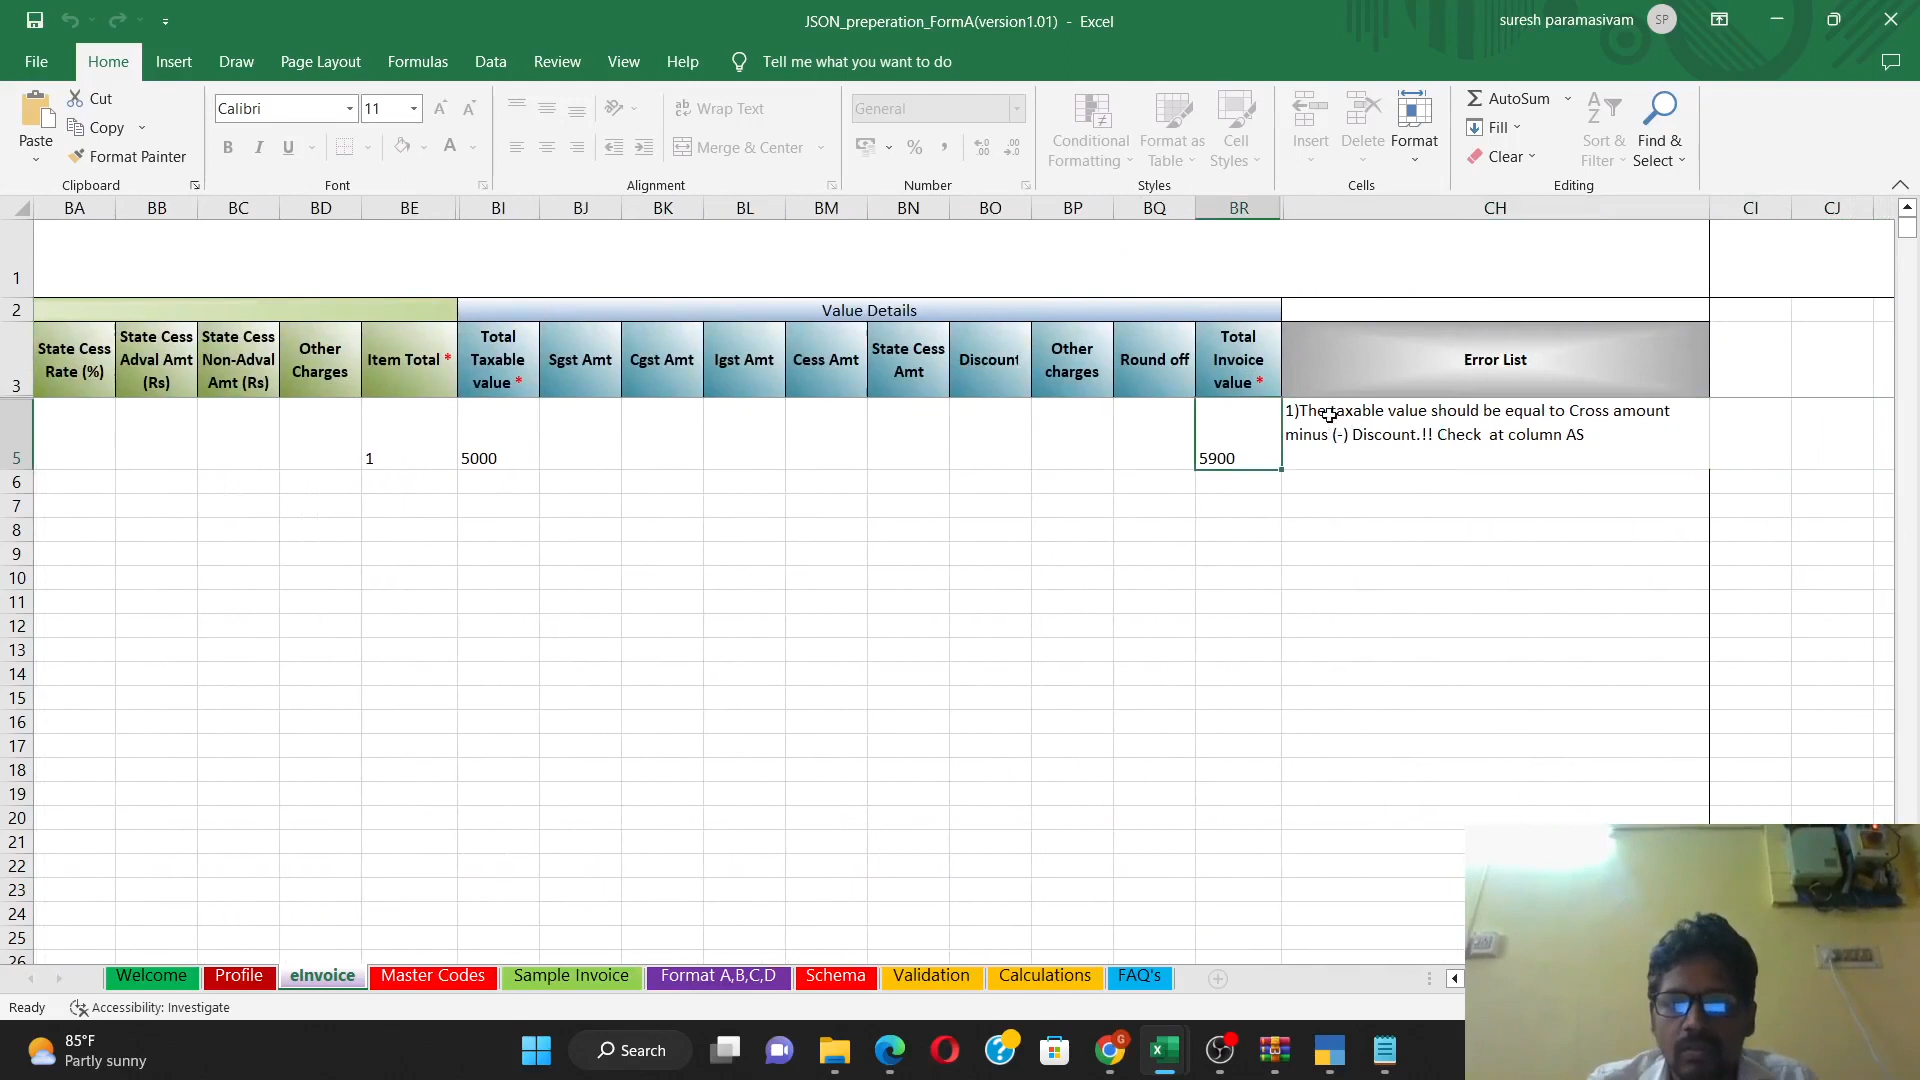 JSON_preperation_FormA(version1.01) - Excel
suresh paramasivam
SP
File Home Insert Draw Page Layout Formulas Data Review View Help Tell me what you want to do
Paste
Cut
Copy
Format Painter
Clipboard
Calibri 11
B I U
Font
Wrap Text
Merge & Center
Alignment
General
Number
Conditional Formatting
Format as Table
Cell Styles
Styles
Insert
Delete
Format
Cells
AutoSum
Fill
Clear
Sort & Filter
Find & Select
Editing
BA BB BC BD BE BI BJ BK BL BM BN BO BP BQ BR CH CI CJ
1
2
Value Details
3
State Cess Rate (%)
State Cess Adval Amt (Rs)
State Cess Non-Adval Amt (Rs)
Other Charges
Item Total *
Total Taxable value *
Sgst Amt
Cgst Amt
Igst Amt
Cess Amt
State Cess Amt
Discount
Other charges
Round off
Total Invoice value *
Error List
5
1
5000
5900
1)The taxable value should be equal to Cross amount
minus (-) Discount.!! Check at column AS
6
7
8
9
10
11
12
13
14
15
16
17
18
19
20
21
22
23
24
25
26
Welcome Profile eInvoice Master Codes Sample Invoice Format A,B,C,D Schema Validation Calculations FAQ's
Ready Accessibility: Investigate
85°F
Partly sunny
Search